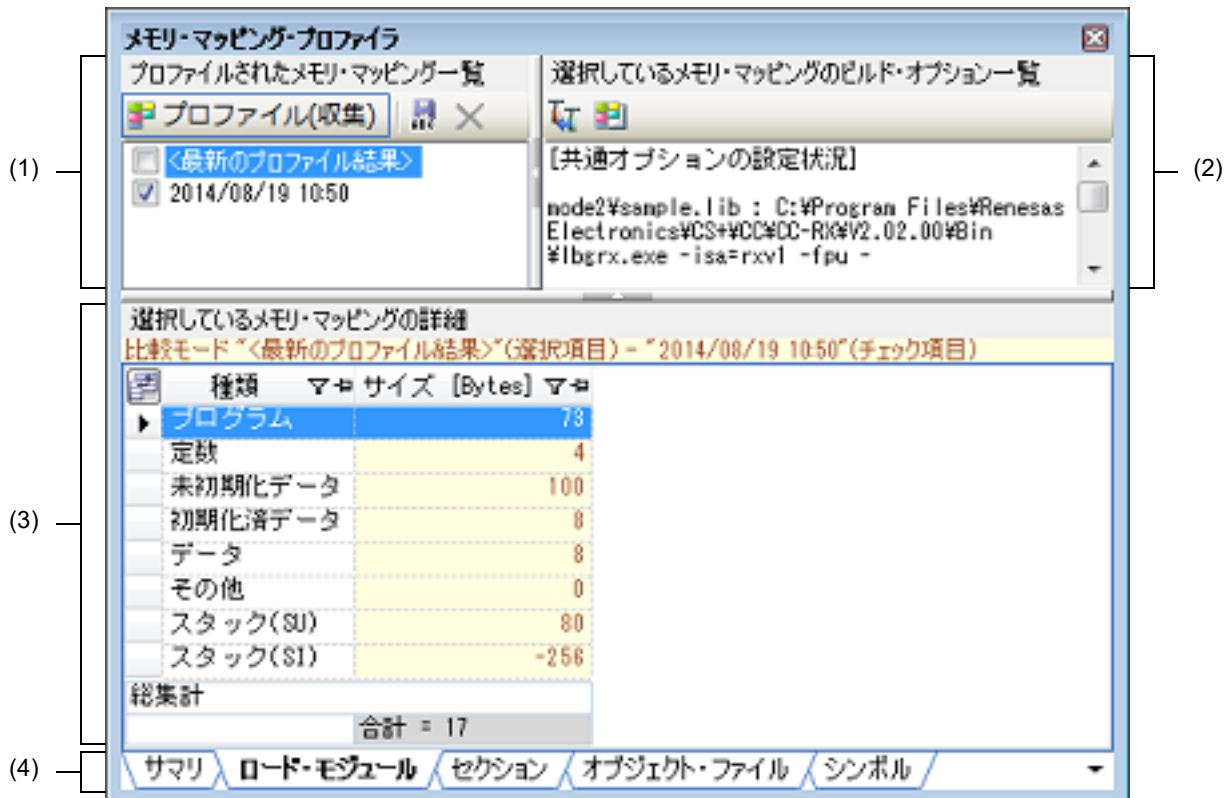 メモリ・マッピング・プロファイラ
プロファイルされたメモリ・マッピング一覧
選択しているメモリ・マッピングのビルド・オプション一覧
プロファイル(収集)
(1)
<最新のプロファイル結果>
2014/08/19 10:50
[共通オプションの設定状況]
mode2¥sample.lib : C:¥Program Files¥Renesas
Electronics¥CS+¥CC¥CC-RX¥V2.02.00¥Bin
¥lbgrx.exe -isa=rxv1 -fpu -
(2)
選択しているメモリ・マッピングの詳細
比較モード "<最新のプロファイル結果>"(選択項目) - "2014/08/19 10:50"(チェック項目)
種類 サイズ [Bytes]
プログラム 73
定数 4
未初期化データ 100
初期化済データ 8
(3)
データ 8
その他 0
スタック(SU) 80
スタック(SI) -256
総集計
合計 = 17
(4)
サマリ ロード・モジュール セクション オブジェクト・ファイル シンボル